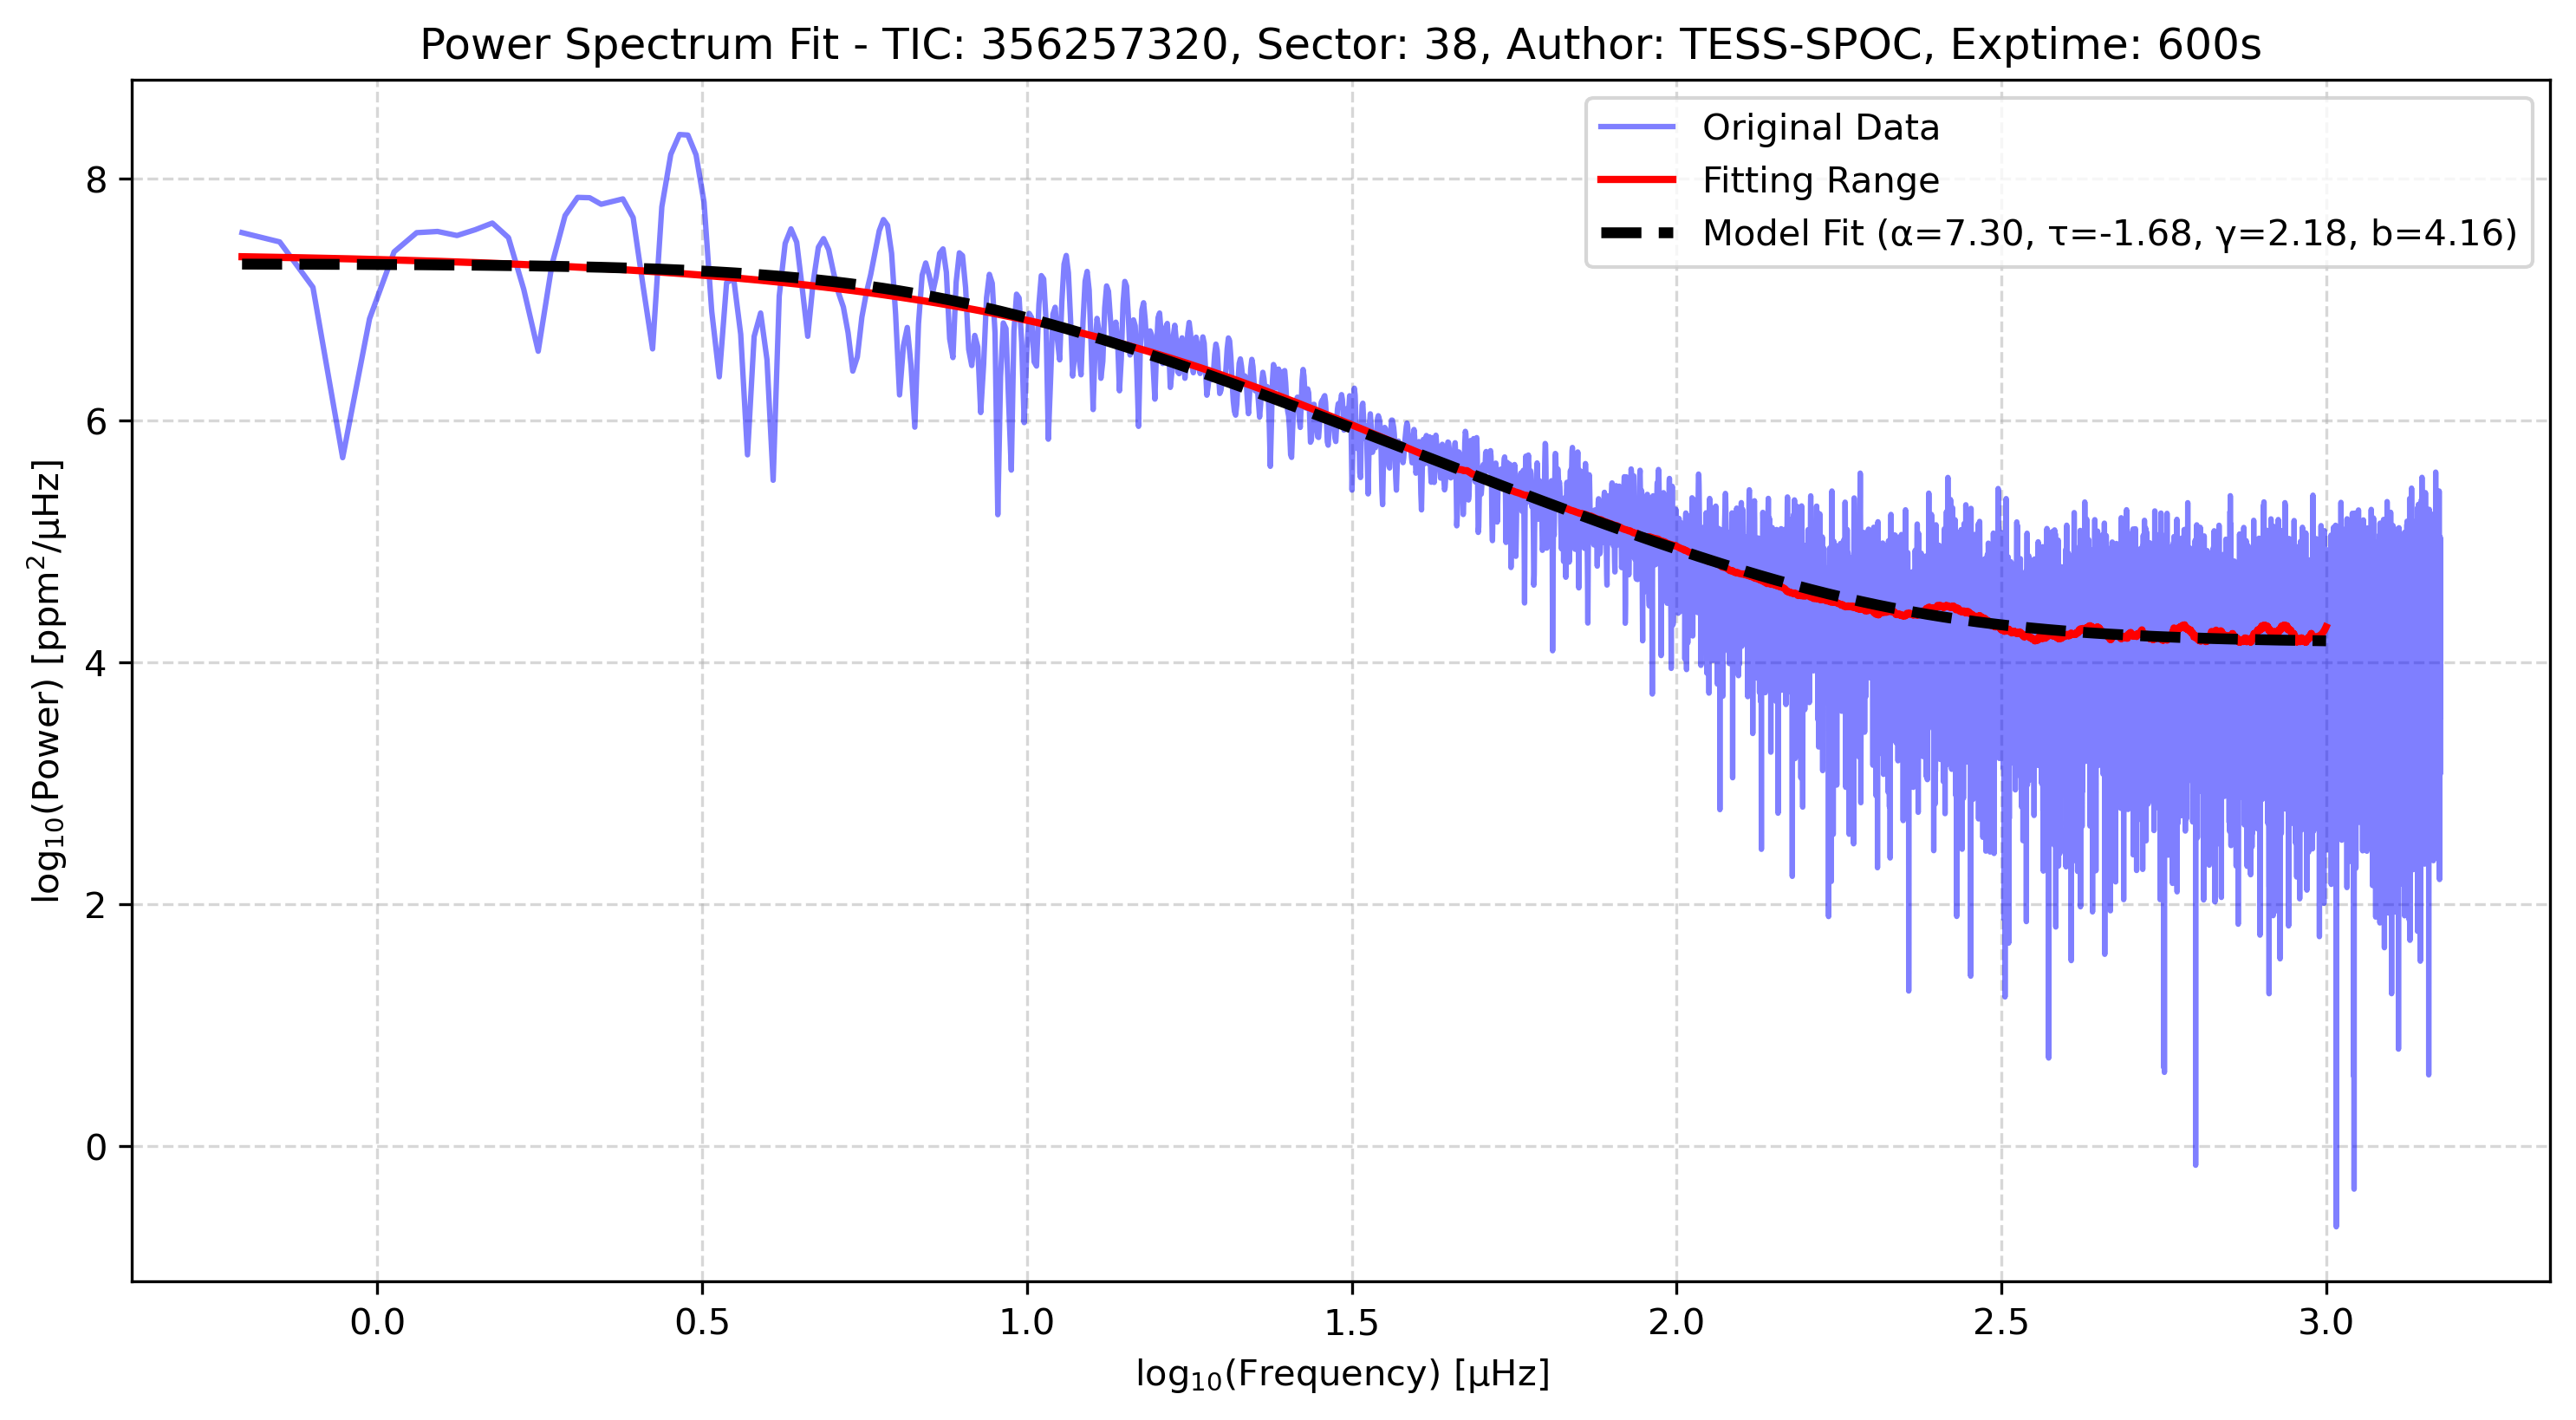 Power Spectrum Fit - TIC: 356257320, Sector: 38, Author: TESS-SPOC, Exptime: 600s
Original Data
Fitting Range
Model Fit (α=7.30, τ=-1.68, γ=2.18, b=4.16)
log₁₀(Power) [ppm²/µHz]
8
6
4
2
0
0.0 0.5 1.0 1.5 2.0 2.5 3.0
log₁₀(Frequency) [µHz]